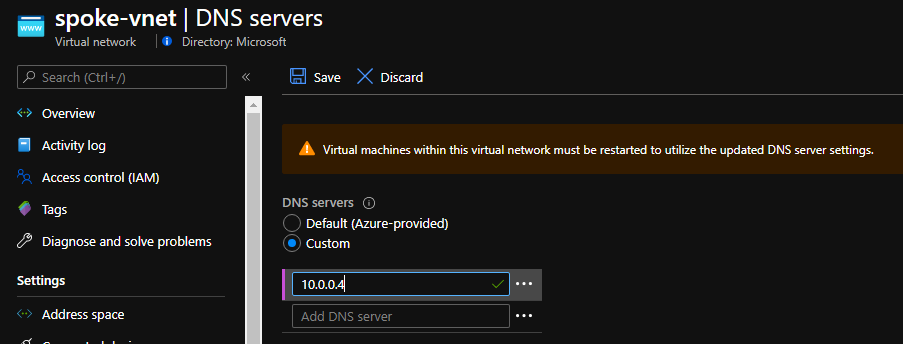 www
spoke-vnet | DNS servers
Virtual network
Directory: Microsoft
Search (Ctrl+/)
«
Overview
Activity log
Access control (IAM)
Tags
Diagnose and solve problems
Settings
Address space
Save
Discard
Virtual machines within this virtual network must be restarted to utilize the updated DNS server settings.
DNS servers
Default (Azure-provided)
Custom
10.0.0.4
Add DNS server